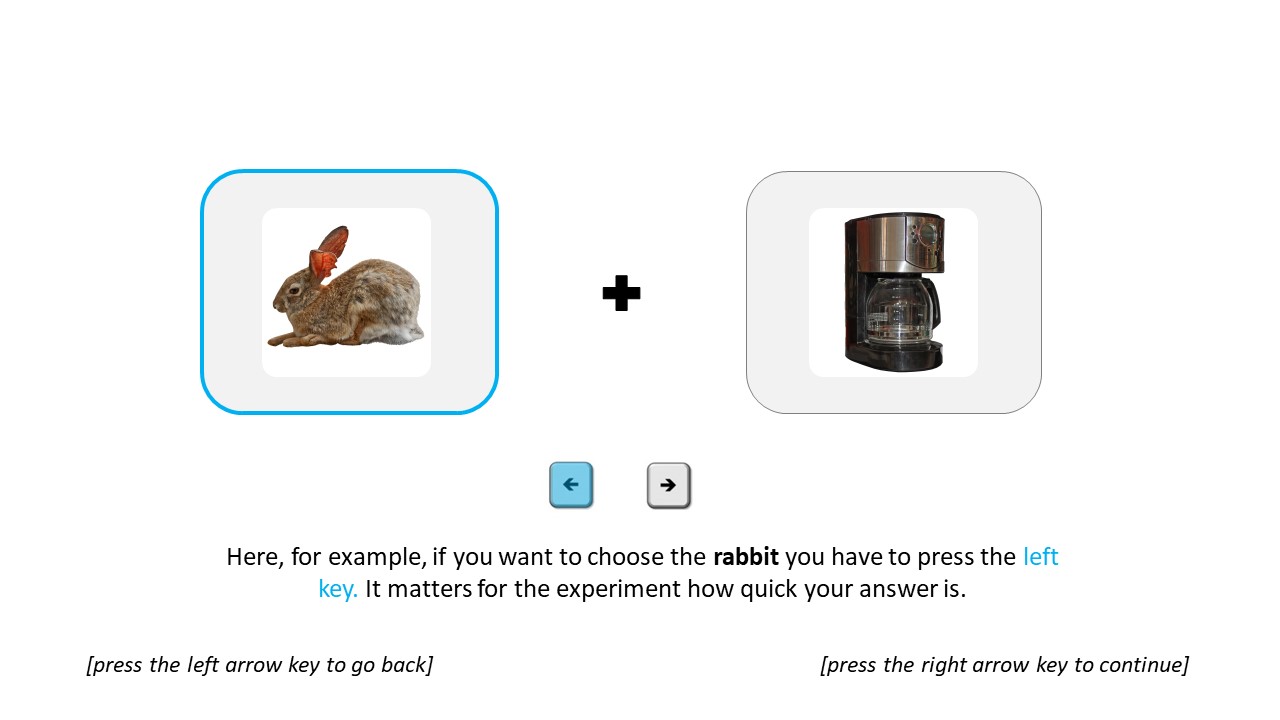 Here, for example, if you want to choose the rabbit you have to press the left
key. It matters for the experiment how quick your answer is.
[press the left arrow key to go back]
[press the right arrow key to continue]